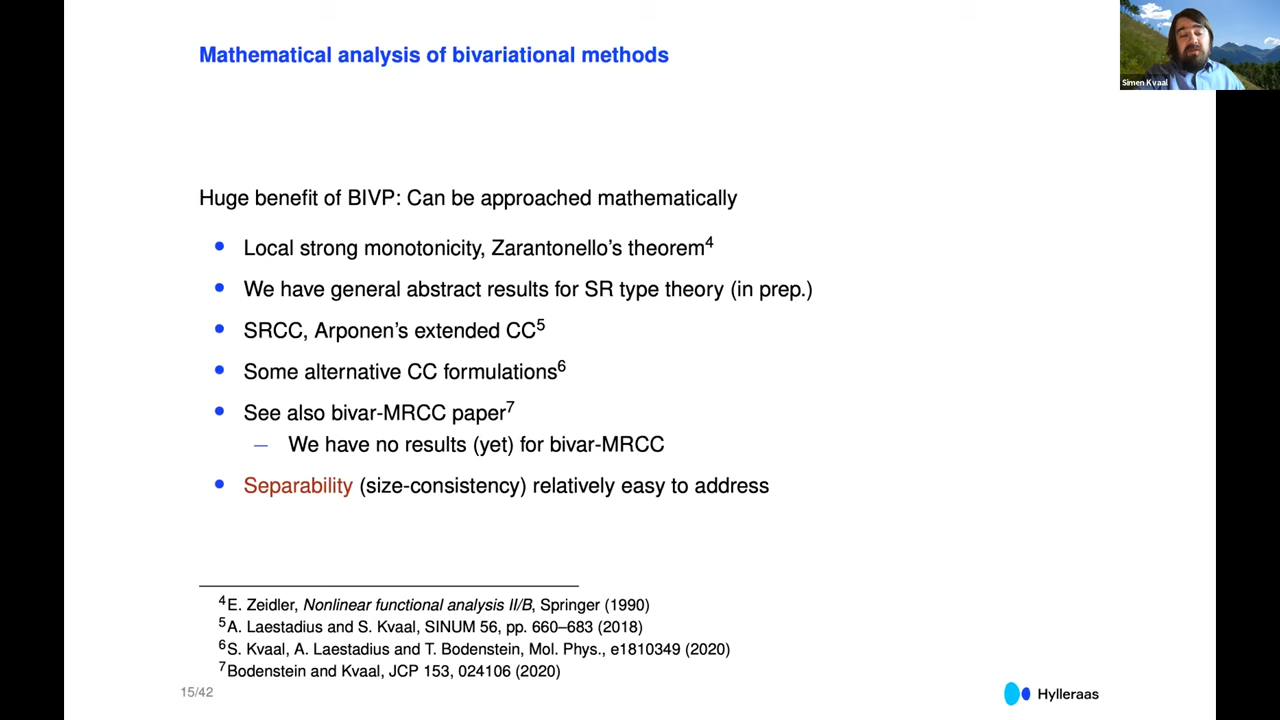 Mathematical analysis of bivariational methods
Simen Kvaal
Huge benefit of BIVP: Can be approached mathematically
• Local strong monotonicity, Zarantonello's theorem⁴
• We have general abstract results for SR type theory (in prep.)
• SRCC, Arponen's extended CC⁵
• Some alternative CC formulations⁶
• See also bivar-MRCC paper⁷
– We have no results (yet) for bivar-MRCC
• Separability (size-consistency) relatively easy to address
⁴E. Zeidler, Nonlinear functional analysis II/B, Springer (1990)
⁵A. Laestadius and S. Kvaal, SINUM 56, pp. 660–683 (2018)
⁶S. Kvaal, A. Laestadius and T. Bodenstein, Mol. Phys., e1810349 (2020)
⁷Bodenstein and Kvaal, JCP 153, 024106 (2020)
15/42
Hylleraas